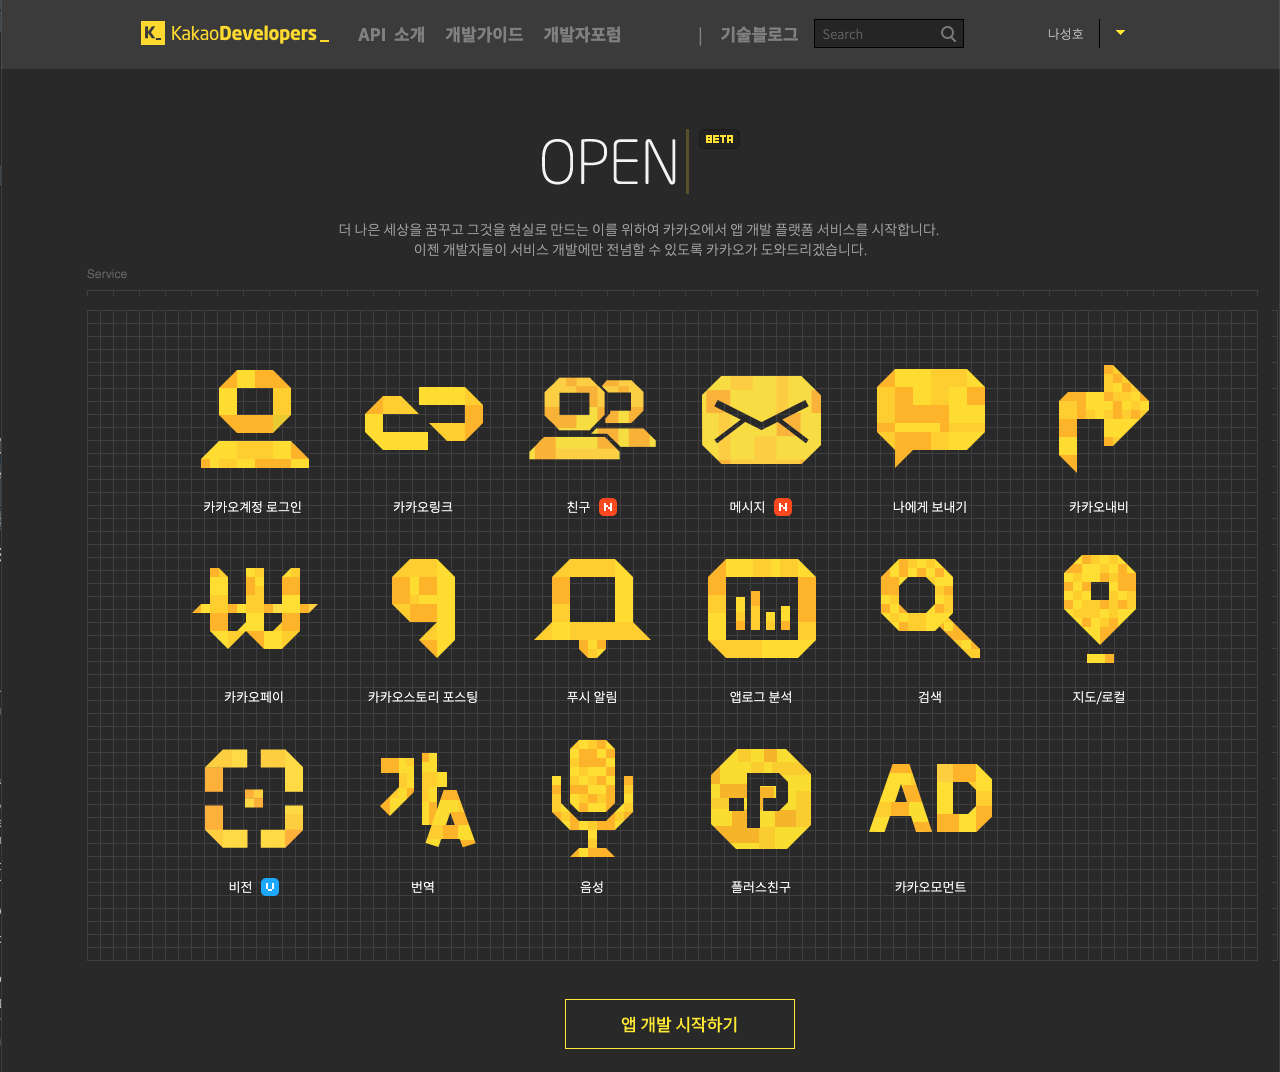 K_ KakaoDevelopers_ API 소개 개발가이드 개발자포럼 | 기술블로그 Search 나성호
OPEN BETA
더 나은 세상을 꿈꾸고 그것을 현실로 만드는 이를 위하여 카카오에서 앱 개발 플랫폼 서비스를 시작합니다.
이젠 개발자들이 서비스 개발에만 전념할 수 있도록 카카오가 도와드리겠습니다.
Service
카카오계정 로그인 카카오링크 친구 N 메시지 N 나에게 보내기 카카오내비
카카오페이 카카오스토리 포스팅 푸시 알림 앱로그 분석 검색 지도/로컬
가A P AD
비전 V 번역 음성 플러스친구 카카오모먼트
앱 개발 시작하기